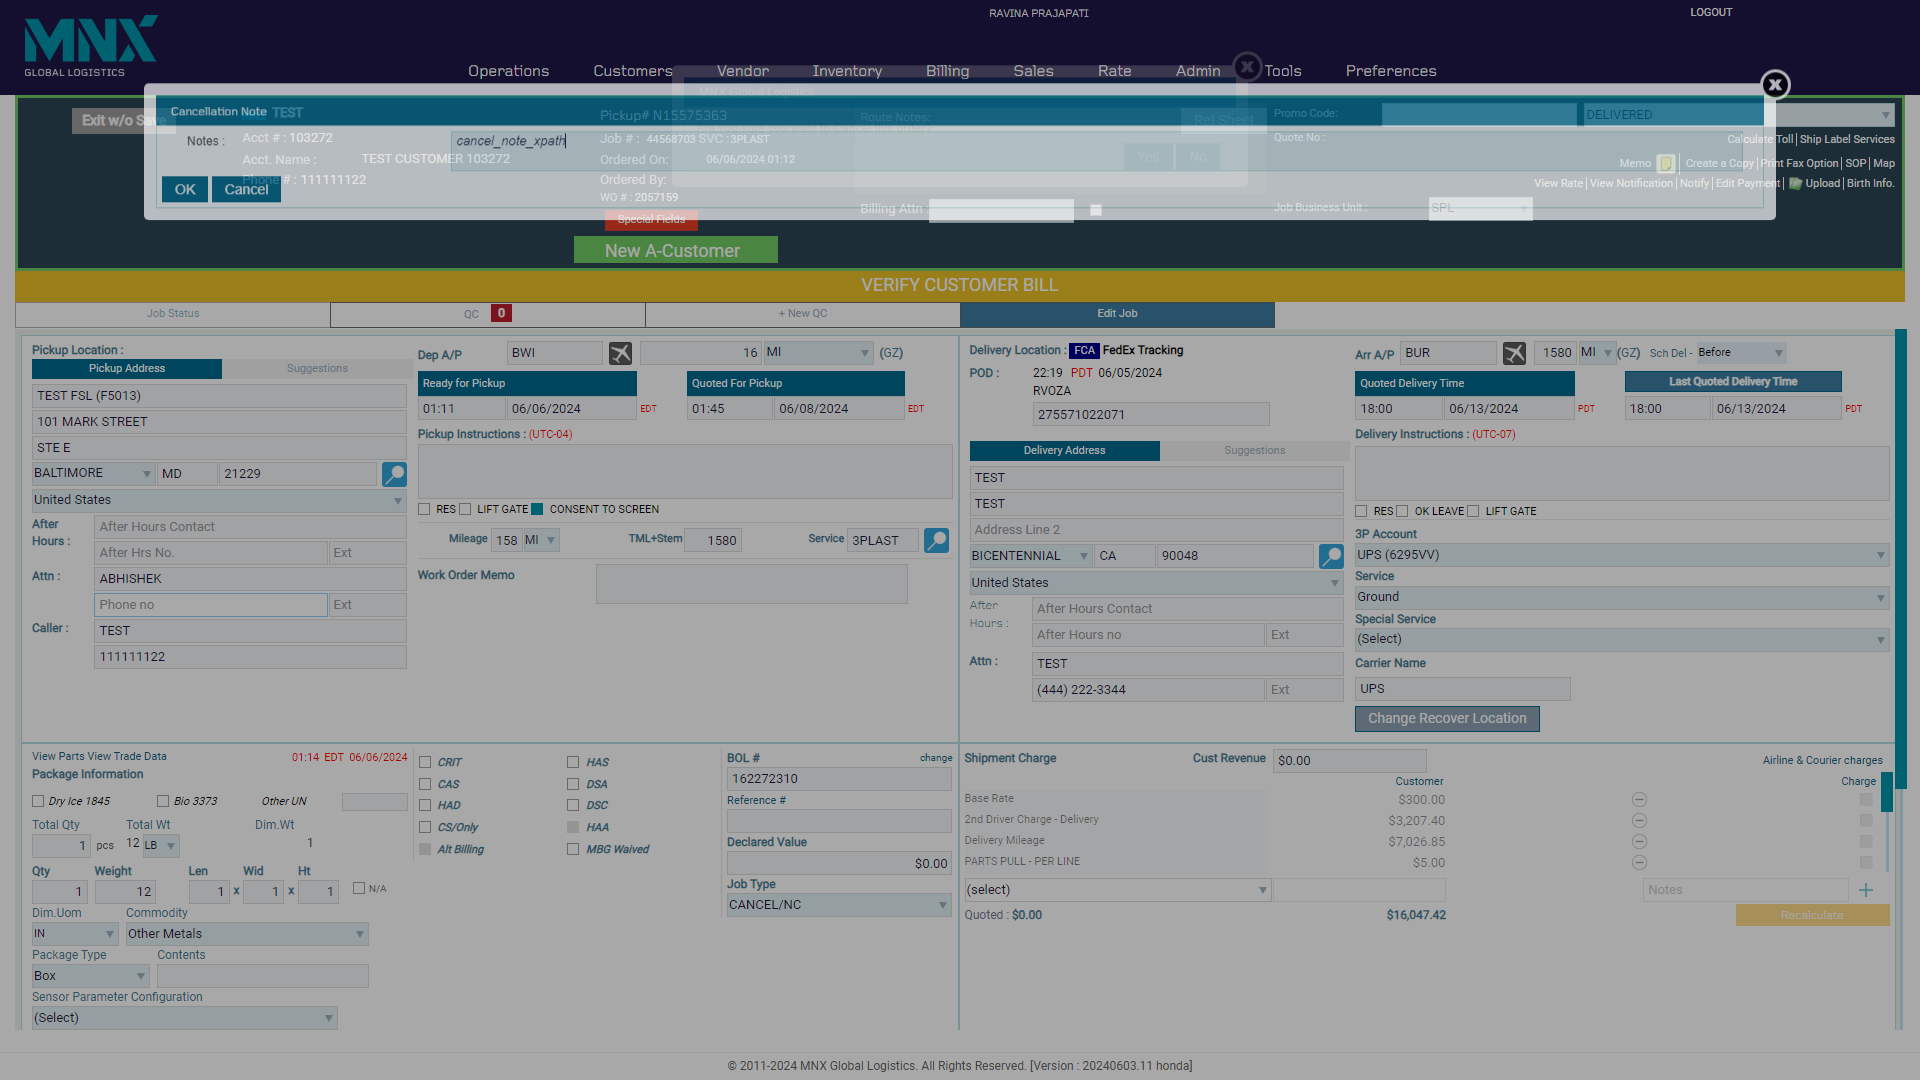 RAVINA PRAJAPATI
LOGOUT
MNX
GLOBAL LOGISTICS
Operations Customers Vendor Inventory Billing Sales Rate Admin Tools Preferences
MNX Global Logistics
Exit w/o Save
Cancellation Note TEST
Pickup# N15575363
Route Notes:
Ref Sheet
Promo Code:
DELIVERED
Notes :
Acct # : 103272
cancel_note_xpath
Job # : 44568703 SVC :3PLAST
Quote No :
Calculate Toll Ship Label Services
Acct. Name : TEST CUSTOMER 103272
Ordered On: 06/06/2024 01:12
Yes No
Memo Create a Copy Print Fax Option SOP Map
Phone # : 111111122
Ordered By:
View Rate View Notification Notify Edit Payment Upload Birth Info.
OK Cancel
WO # : 2057159
Billing Attn :
Job Business Unit :
SPL
Special Fields
New A-Customer
VERIFY CUSTOMER BILL
Job Status
QC 0
+ New QC
Edit Job
Pickup Location :
Pickup Address Suggestions
TEST FSL (F5013)
101 MARK STREET
STE E
BALTIMORE MD 21229
United States
After Hours :
After Hours Contact
After Hrs No. Ext
Attn : ABHISHEK
Phone no Ext
Caller : TEST
111111122
Dep A/P BWI 16 MI (GZ)
Ready for Pickup
01:11 06/06/2024 EDT
Quoted For Pickup
01:45 06/08/2024 EDT
Pickup Instructions : (UTC-04)
RES LIFT GATE CONSENT TO SCREEN
Mileage 158 MI TML+Stem 1580 Service 3PLAST
Work Order Memo
Delivery Location : FCA FedEx Tracking
POD : 22:19 PDT 06/05/2024
RVOZA
275571022071
Delivery Address Suggestions
TEST
TEST
Address Line 2
BICENTENNIAL CA 90048
United States
After Hours :
After Hours Contact
After Hours no Ext
Attn : TEST
(444) 222-3344 Ext
Arr A/P BUR 1580 MI (GZ) Sch Del - Before
Quoted Delivery Time
18:00 06/13/2024 PDT
Last Quoted Delivery Time
18:00 06/13/2024 PDT
Delivery Instructions : (UTC-07)
RES OK LEAVE LIFT GATE
3P Account
UPS (6295VV)
Service
Ground
Special Service
(Select)
Carrier Name
UPS
Change Recover Location
View Parts View Trade Data 01:14 EDT 06/06/2024
Package Information
Dry Ice 1845 Bio 3373 Other UN
Total Qty Total Wt Dim.Wt
1 pcs 12 LB 1
Qty Weight Len Wid Ht
1 12 1 x 1 x 1 N/A
Dim.Uom Commodity
IN Other Metals
Package Type Contents
Box
Sensor Parameter Configuration
(Select)
CRIT HAS
CAS DSA
HAD DSC
CS/Only HAA
Alt Billing MBG Waived
BOL # change
162272310
Reference #
Declared Value
$0.00
Job Type
CANCEL/NC
Shipment Charge Cust Revenue $0.00 Airline & Courier charges
Customer Charge
Base Rate $300.00
2nd Driver Charge - Delivery $3,207.40
Delivery Mileage $7,026.85
PARTS PULL - PER LINE $5.00
(select) Notes +
Quoted : $0.00 $16,047.42 Recalculate
© 2011-2024 MNX Global Logistics. All Rights Reserved. [Version : 20240603.11 honda]